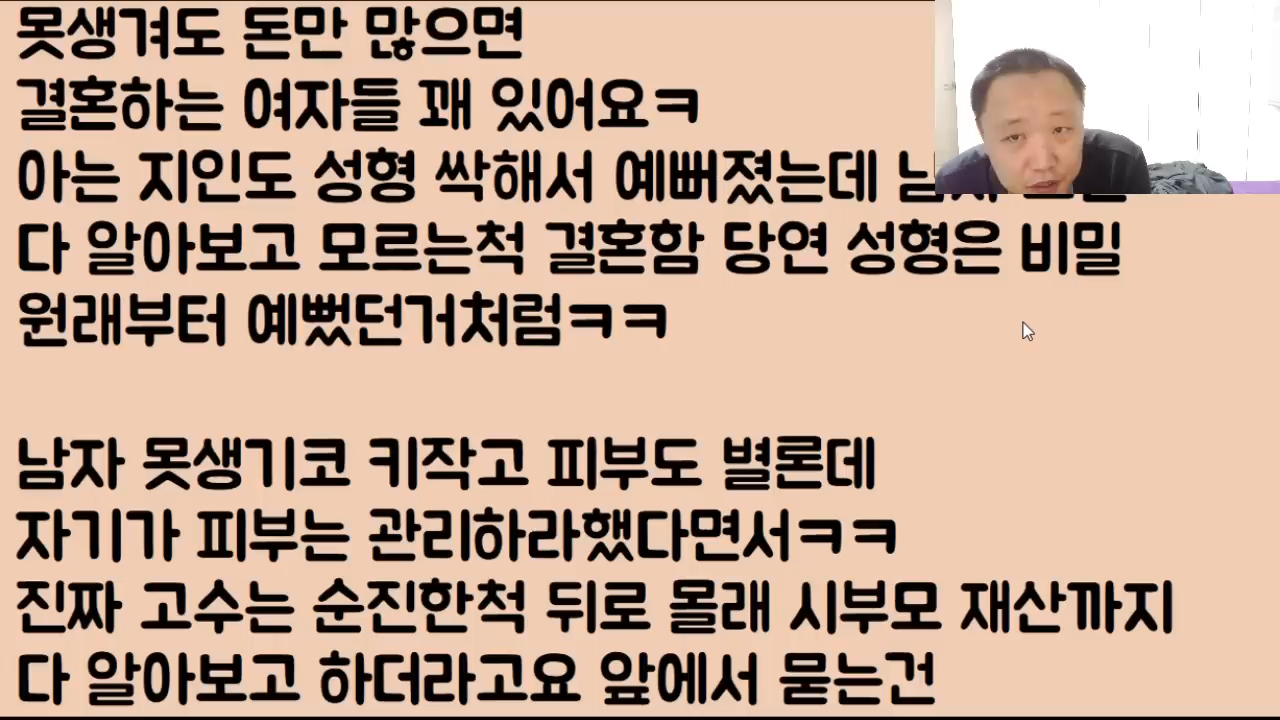 못생겨도 돈만 많으면
결혼하는 여자들 꽤 있어요ㅋ
아는 지인도 성형 싹해서 예뻐졌는데
다 알아보고 모르는척 결혼함 당연 성형은 비밀
원래부터 예뻤던거처럼ㅋㅋ
남자 못생기코 키작고 피부도 별론데
자기가 피부는 관리하라했다면서ㅋㅋ
진짜 고수는 순진한척 뒤로 몰래 시부모 재산까지
다 알아보고 하더라고요 앞에서 묻는건